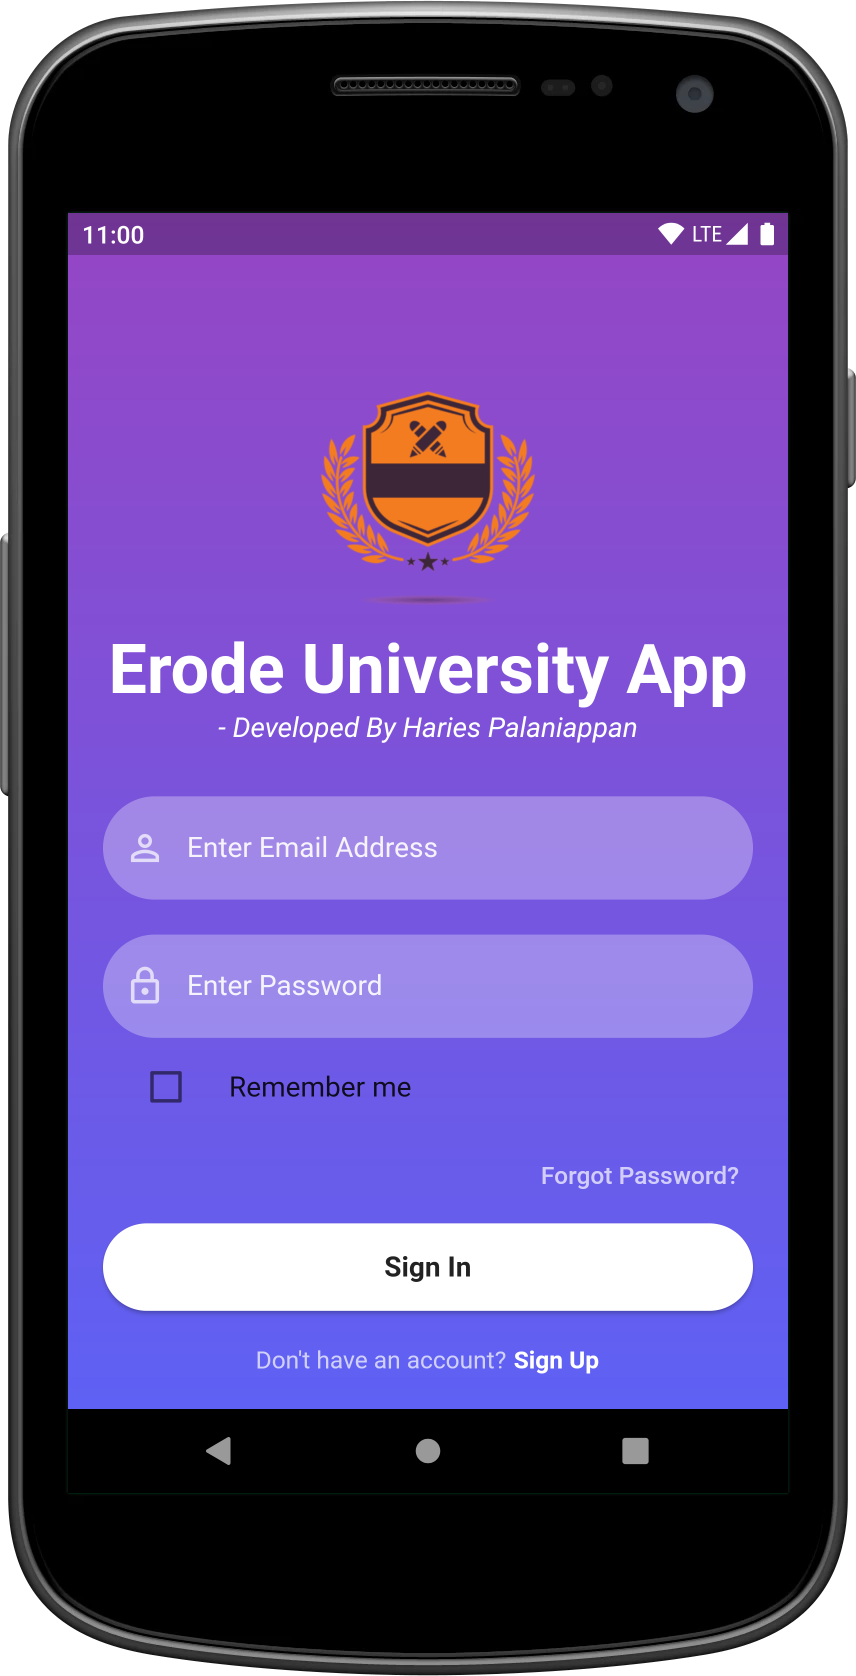 11:00 LTE
Erode University App
- Developed By Haries Palaniappan
Enter Email Address
Enter Password
Remember me
Forgot Password?
Sign In
Don't have an account? Sign Up